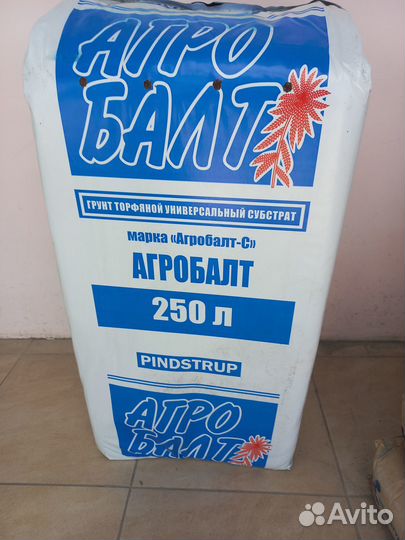 АГРО
БАЛТ
ГРУНТ ТОРФЯНОЙ УНИВЕРСАЛЬНЫЙ СУБСТРАТ
марка «Агробалт-С»
АГРОБАЛТ
250 л
PINDSTRUP
АГРО
БАЛТ
Avito